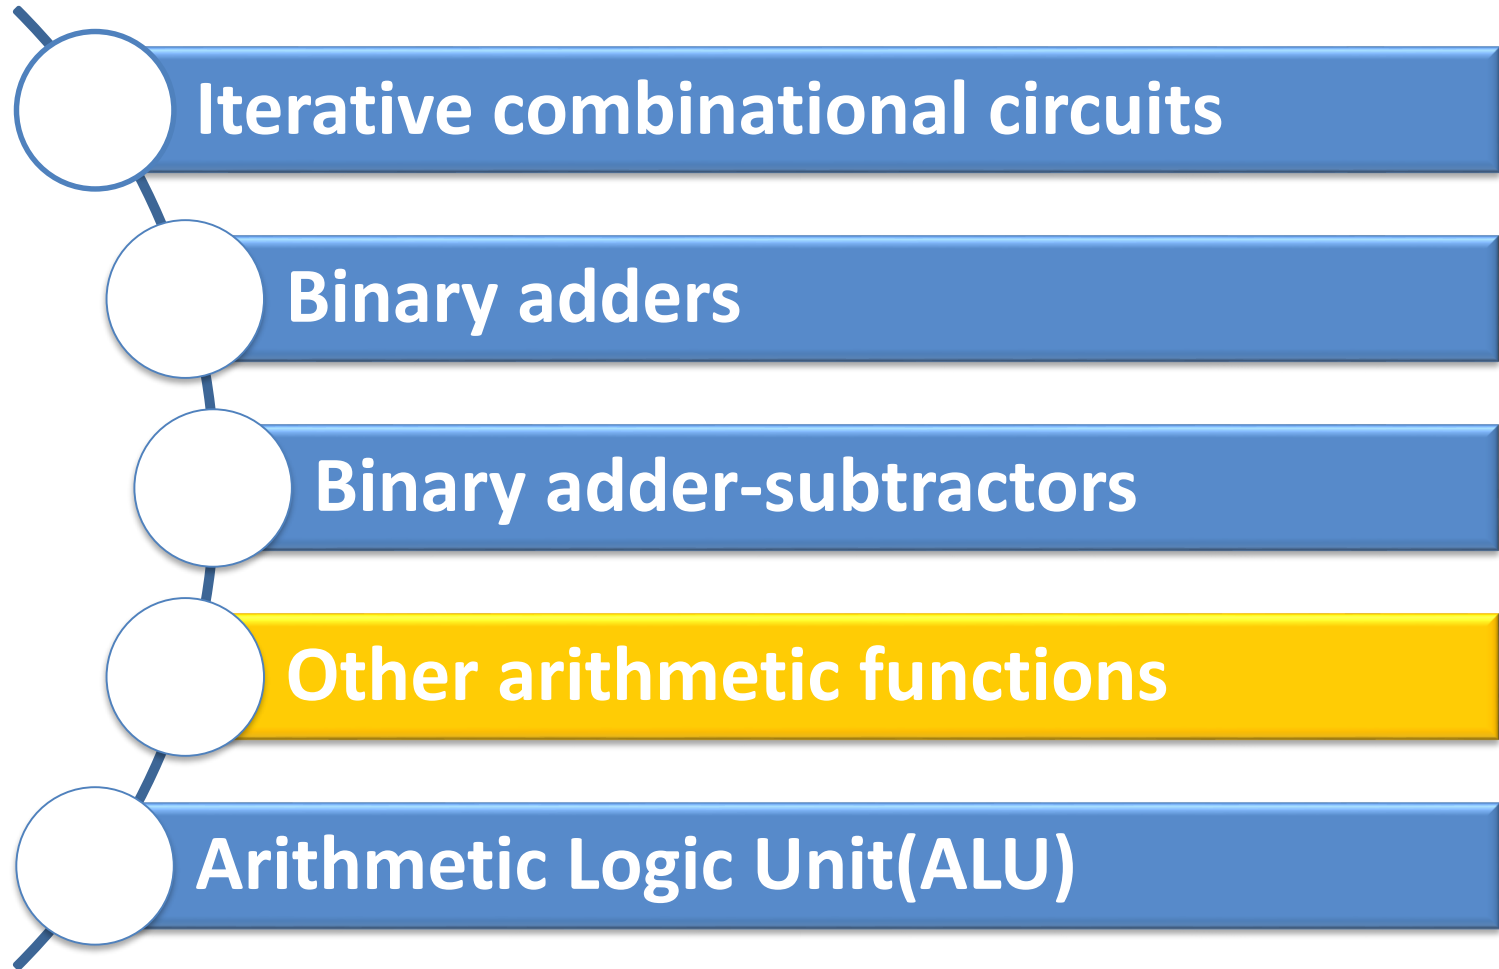 Iterative combinational circuits
Binary adders
Binary adder-subtractors
Other arithmetic functions
Arithmetic Logic Unit(ALU)